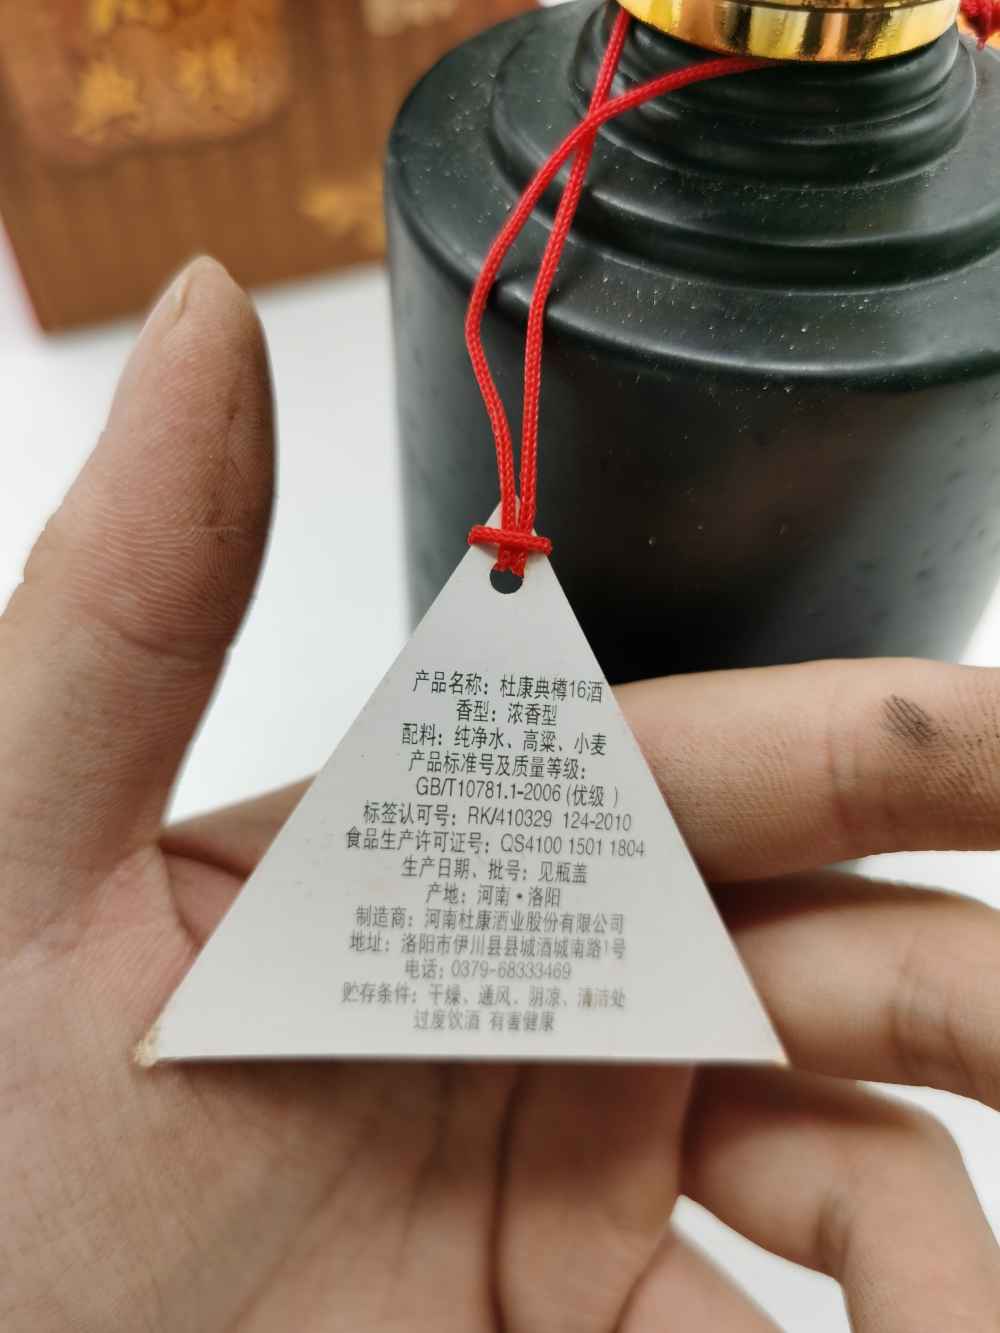 产品名称：杜康典樽16酒
香型：浓香型
配料：纯净水、高粱、小麦
产品标准号及质量等级：
GB/T10781.1-2006 (优级 )
标签认可号：RK/410329 124-2010
食品生产许可证号：QS4100 1501 1804
生产日期、批号：见瓶盖
产地：河南·洛阳
制造商：河南杜康酒业股份有限公司
地址：洛阳市伊川县县城酒城南路1号
电话：0379-68333469
贮存条件：干燥、通风、阴凉、清洁处
过度饮酒 有害健康